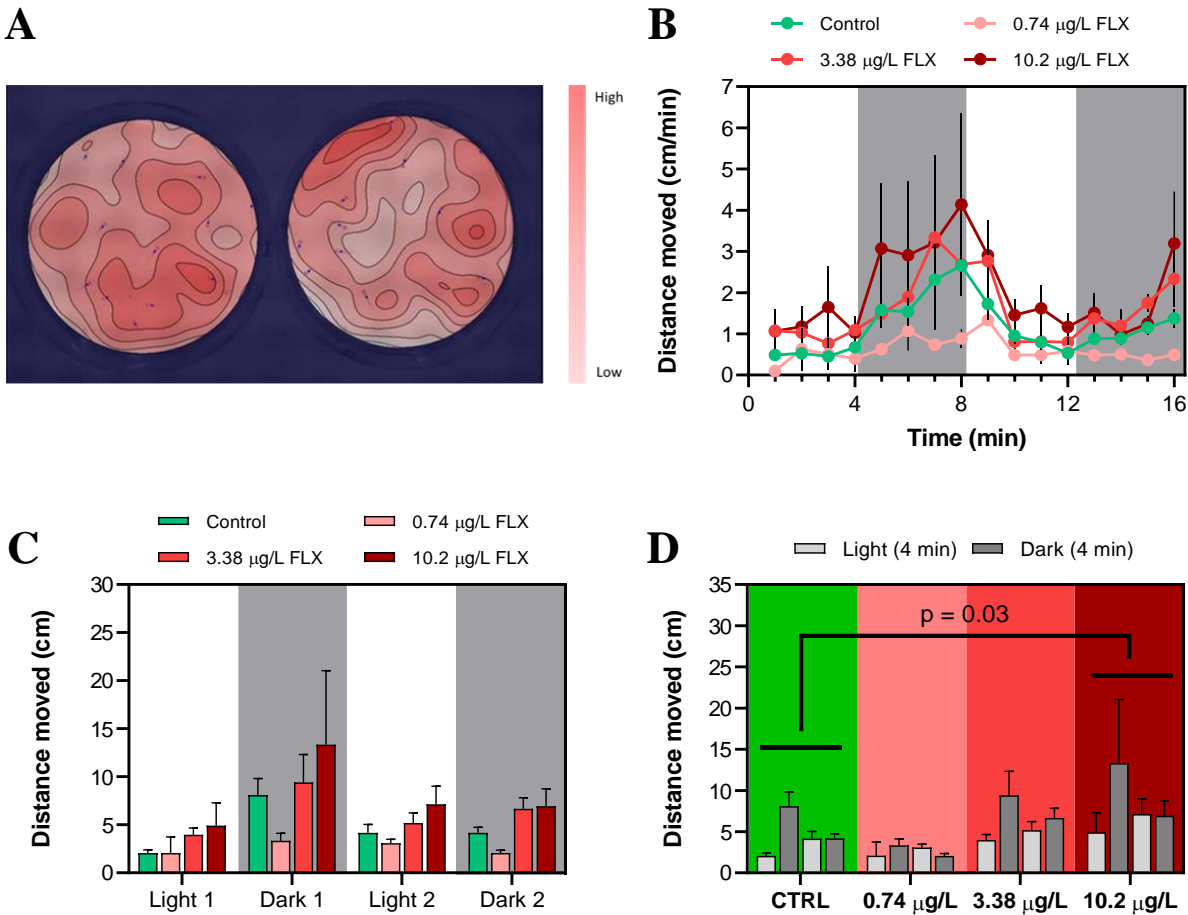 A
High
Low
B
Control
0.74 μg/L FLX
3.38 μg/L FLX
10.2 μg/L FLX
Distance moved (cm/min)
7
6
5
4
3
2
1
0
0 4 8 12 16
Time (min)
C
Control
0.74 μg/L FLX
3.38 μg/L FLX
10.2 μg/L FLX
Distance moved (cm)
30
25
20
15
10
5
0
Light 1 Dark 1 Light 2 Dark 2
D
Light (4 min) Dark (4 min)
Distance moved (cm)
35
30
25
20
15
10
5
0
p = 0.03
CTRL 0.74 μg/L 3.38 μg/L 10.2 μg/L